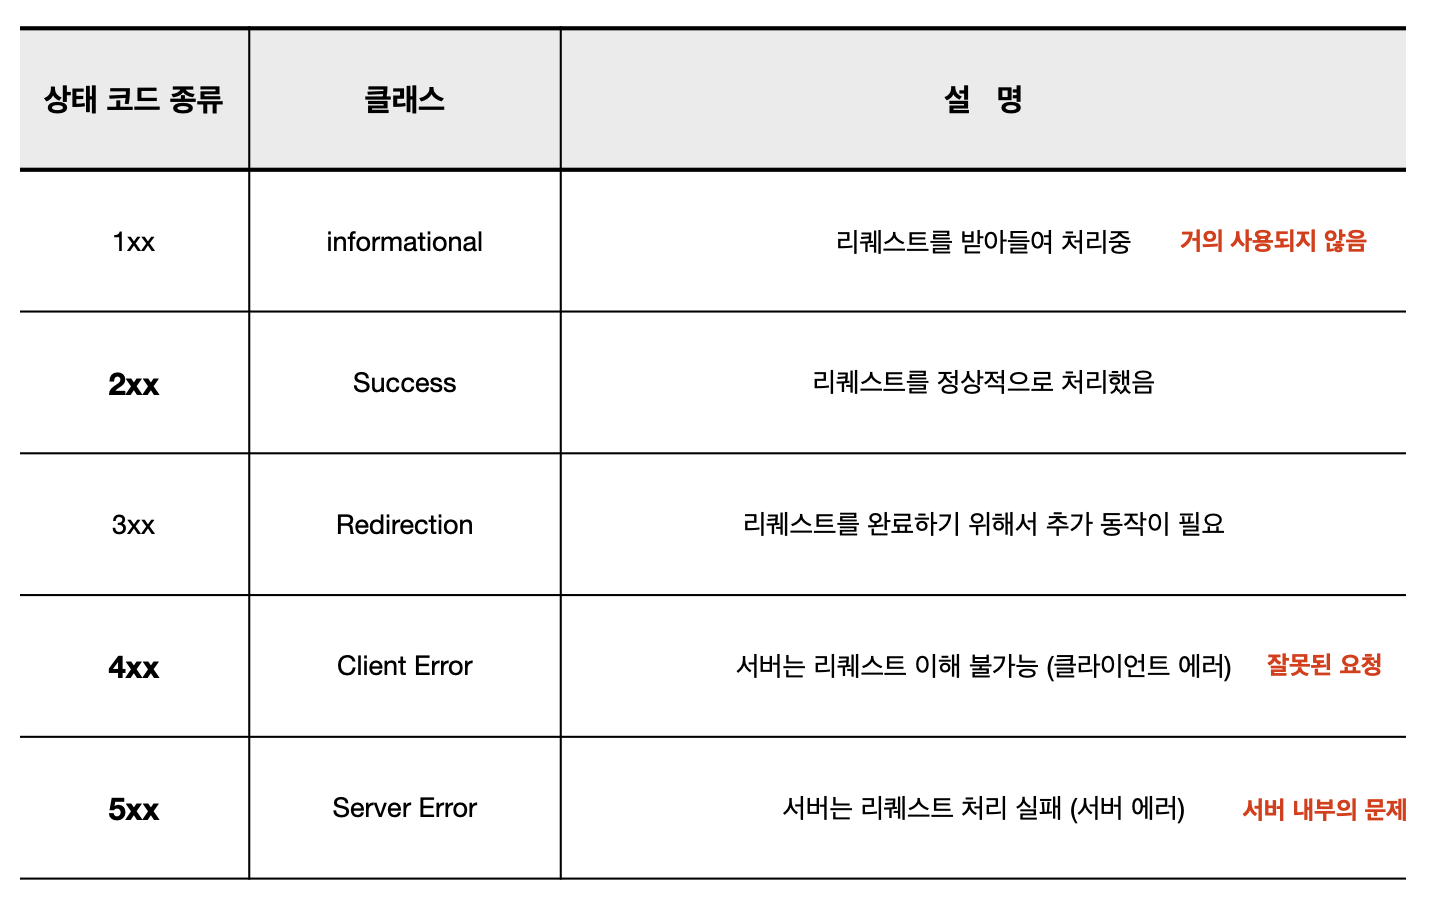 상태 코드 종류 클래스 설 명
1xx informational 리퀘스트를 받아들여 처리중 거의 사용되지 않음
2xx Success 리퀘스트를 정상적으로 처리했음
3xx Redirection 리퀘스트를 완료하기 위해서 추가 동작이 필요
4xx Client Error 서버는 리퀘스트 이해 불가능 (클라이언트 에러) 잘못된 요청
5xx Server Error 서버는 리퀘스트 처리 실패 (서버 에러) 서버 내부의 문제